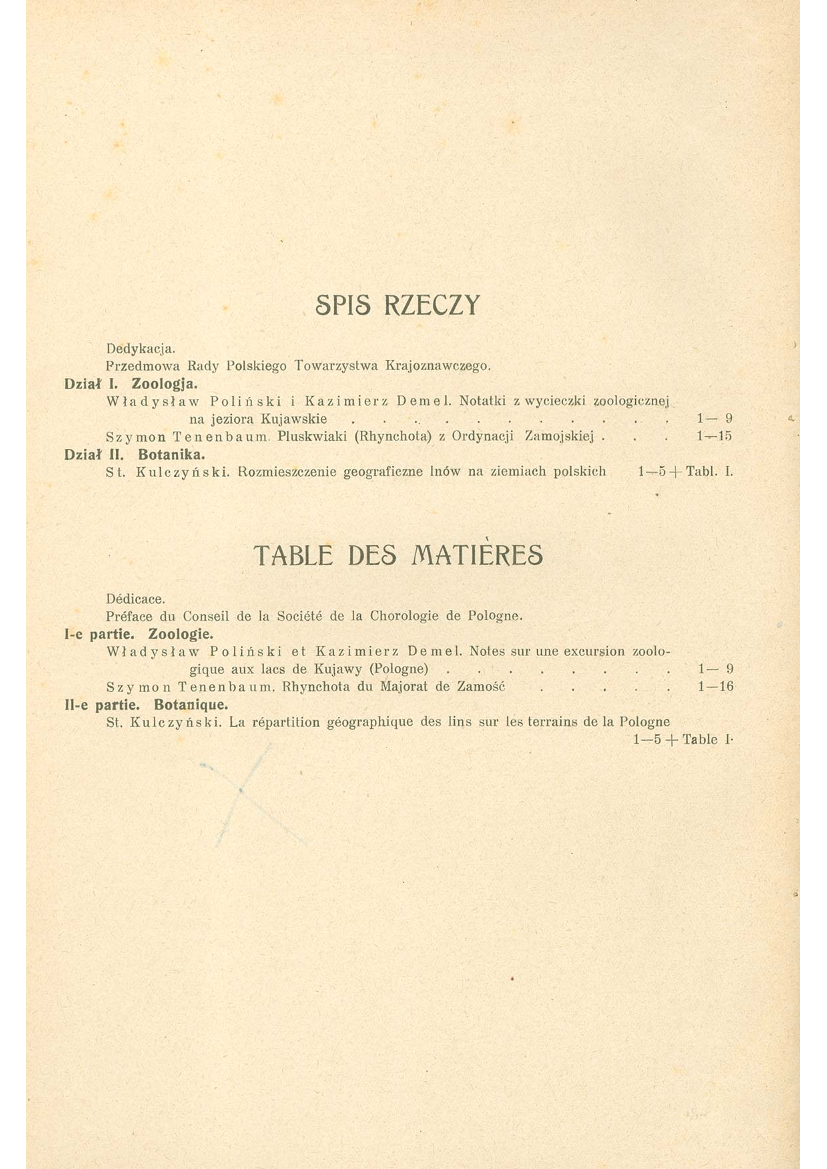 SPIS RZECZY
Dedykacja.
Przedmowa Rady Polskiego Towarzystwa Krajoznawczego.
Dział I. Zoologja.
Władysław Poliński i Kazimierz Demel. Notatki z wycieczki zoologicznej
na jeziora Kujawskie . . . . . . . . . . . 1— 9
Szymon Tenenbaum. Pluskwiaki (Rhynchota) z Ordynacji Zamojskiej . . . 1—15
Dział II. Botanika.
St. Kulczyński. Rozmieszczenie geograficzne lnów na ziemiach polskich 1—5 + Tabl. I.
TABLE DES MATIÈRES
Dédicace.
Préface du Conseil de la Société de la Chorologie de Pologne.
I-e partie. Zoologie.
Władysław Poliński et Kazimierz Demel. Notes sur une excursion zoolo-
gique aux lacs de Kujawy (Pologne) . . . . . . . . 1— 9
Szymon Tenenbaum. Rhynchota du Majorat de Zamość . . . . . 1—16
II-e partie. Botanique.
St. Kulczyński. La répartition géographique des lins sur les terrains de la Pologne
1—5 + Table I·